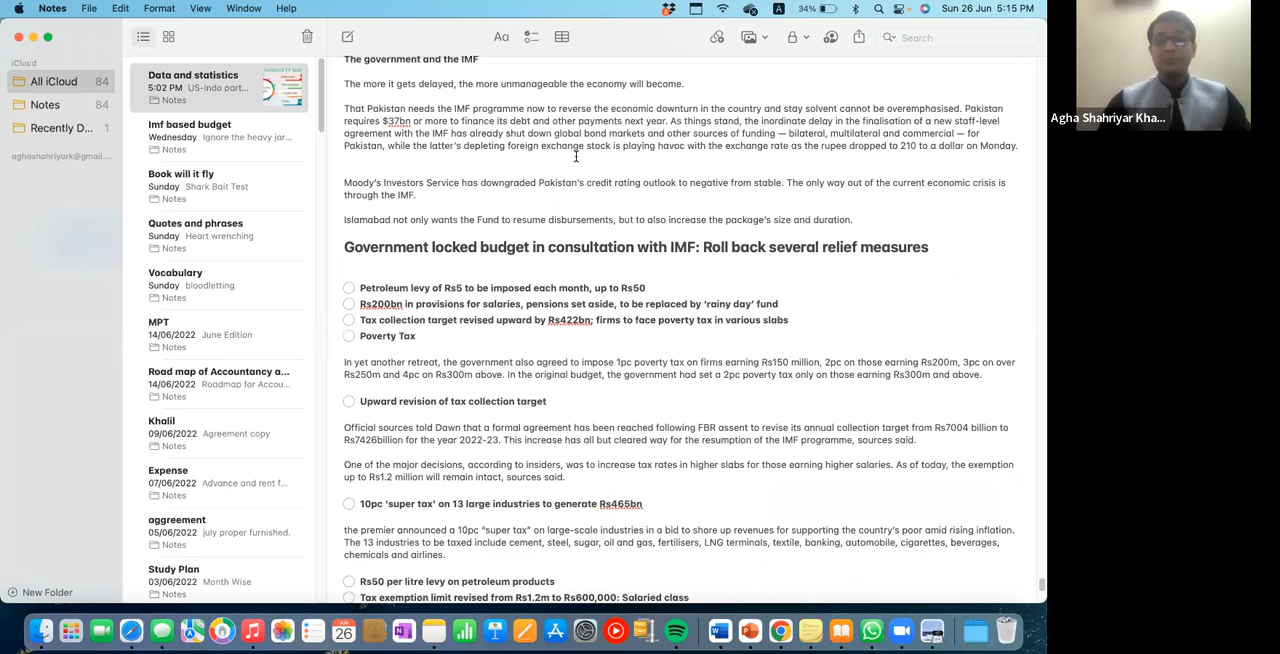 Notes File Edit Format View Window Help
34% Sun 26 Jun 5:15 PM
Aa
Search
iCloud
All iCloud 84
Notes 84
Recently D... 1
aghashahriyark@gmail....
New Folder
Data and statistics
5:02 PM US-Indo part...
Notes
Imf based budget
Wednesday Ignore the heavy jar...
Notes
Book will it fly
Sunday Shark Bait Test
Notes
Quotes and phrases
Sunday Heart wrenching
Notes
Vocabulary
Sunday bloodletting
Notes
MPT
14/06/2022 June Edition
Notes
Road map of Accountancy a...
14/06/2022 Roadmap for Accou...
Notes
Khalil
09/06/2022 Agreement copy
Notes
Expense
07/06/2022 Advance and rent f...
Notes
aggreement
05/06/2022 july proper furnished.
Notes
Study Plan
03/06/2022 Month Wise
Notes
The government and the IMF
The more it gets delayed, the more unmanageable the economy will become.
That Pakistan needs the IMF programme now to reverse the economic downturn in the country and stay solvent cannot be overemphasised. Pakistan
requires $37bn or more to finance its debt and other payments next year. As things stand, the inordinate delay in the finalisation of a new staff-level
agreement with the IMF has already shut down global bond markets and other sources of funding — bilateral, multilateral and commercial — for
Pakistan, while the latter's depleting foreign exchange stock is playing havoc with the exchange rate as the rupee dropped to 210 to a dollar on Monday.
Moody's Investors Service has downgraded Pakistan's credit rating outlook to negative from stable. The only way out of the current economic crisis is
through the IMF.
Islamabad not only wants the Fund to resume disbursements, but to also increase the package's size and duration.
Government locked budget in consultation with IMF: Roll back several relief measures
Petroleum levy of Rs5 to be imposed each month, up to Rs50
Rs200bn in provisions for salaries, pensions set aside, to be replaced by 'rainy day' fund
Tax collection target revised upward by Rs422bn; firms to face poverty tax in various slabs
Poverty Tax
In yet another retreat, the government also agreed to impose 1pc poverty tax on firms earning Rs150 million, 2pc on those earning Rs200m, 3pc on over
Rs250m and 4pc on Rs300m above. In the original budget, the government had set a 2pc poverty tax only on those earning Rs300m and above.
Upward revision of tax collection target
Official sources told Dawn that a formal agreement has been reached following FBR assent to revise its annual collection target from Rs7004 billion to
Rs7426billion for the year 2022-23. This increase has all but cleared way for the resumption of the IMF programme, sources said.
One of the major decisions, according to insiders, was to increase tax rates in higher slabs for those earning higher salaries. As of today, the exemption
up to Rs1.2 million will remain intact, sources said.
10pc 'super tax' on 13 large industries to generate Rs465bn
the premier announced a 10pc "super tax" on large-scale industries in a bid to shore up revenues for supporting the country's poor amid rising inflation.
The 13 industries to be taxed include cement, steel, sugar, oil and gas, fertilisers, LNG terminals, textile, banking, automobile, cigarettes, beverages,
chemicals and airlines.
Rs50 per litre levy on petroleum products
Tax exemption limit revised from Rs1.2m to Rs600,000: Salaried class
Agha Shahriyar Kha...
JUN
26